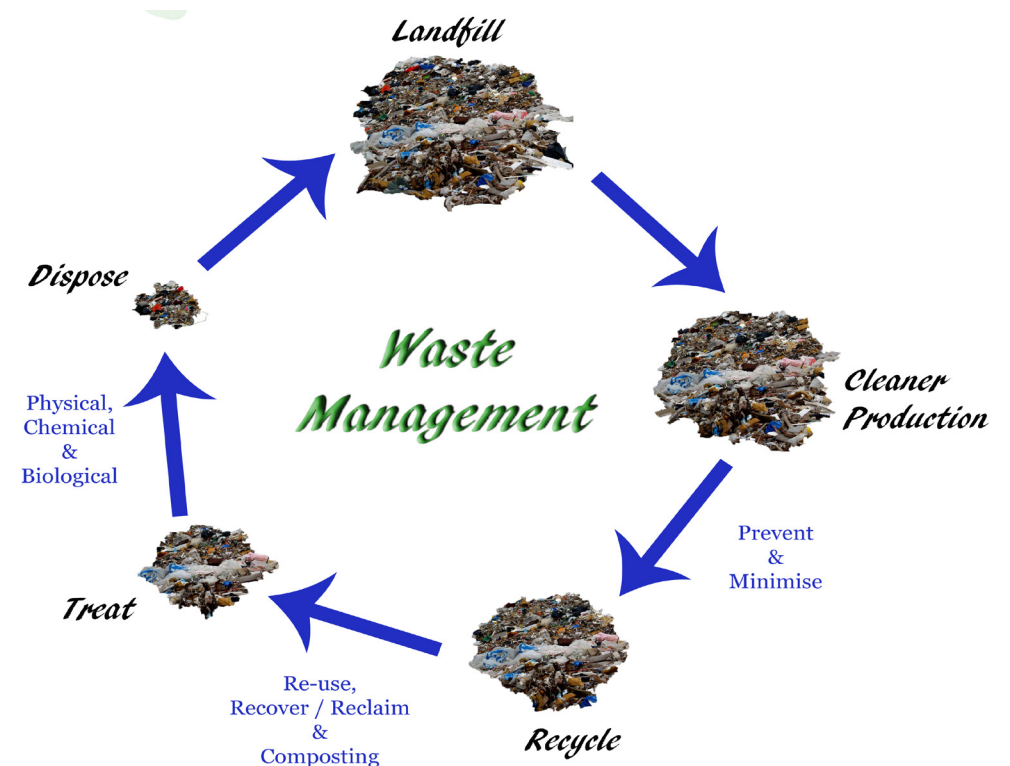 Landfill
Dispose
Waste
Management
Cleaner
Production
Physical,
Chemical
&
Biological
Prevent
&
Minimise
Treat
Re-use,
Recover / Reclaim
&
Composting
Recycle